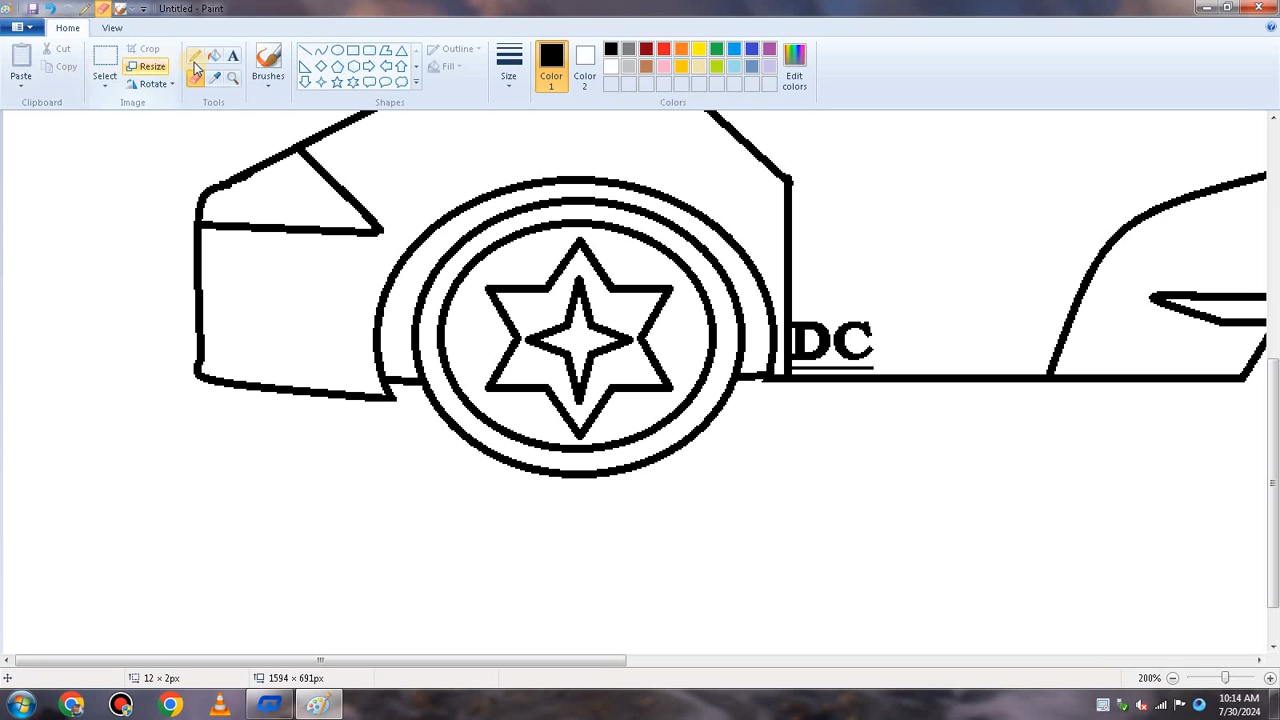 Untitled - Paint
Home View
Paste
Cut
Copy
Clipboard
Select
Crop
Resize
Rotate
Image
A
Tools
Brushes
Outline
Fill
Shapes
Size
Color 1
Color 2
Edit colors
Colors
DC
12 × 2px
1594 × 691px
200%
10:14 AM
7/30/2024